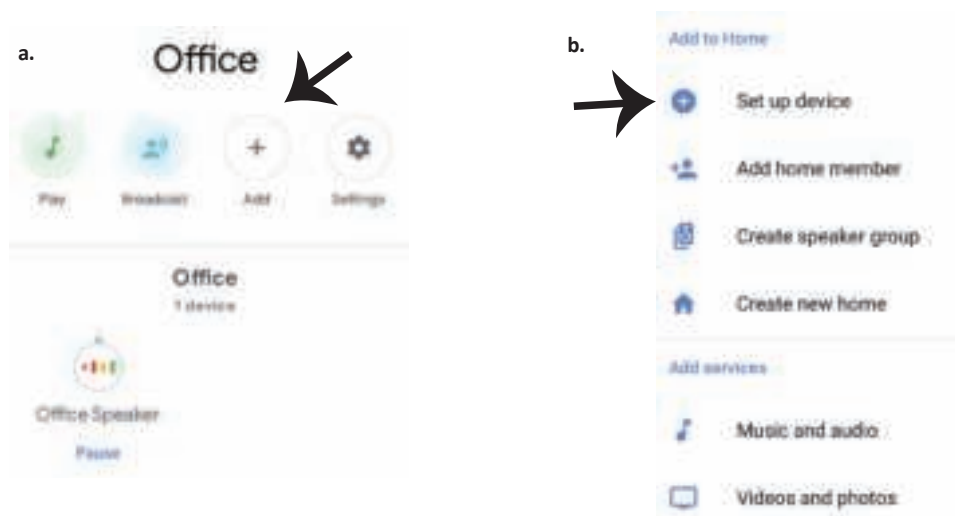 a.
Office
Play
Broadcast
Add
Settings
Office
1 device
Office Speaker
Pause
b.
Add to Home
Set up device
Add home member
Create speaker group
Create new home
Add services
Music and audio
Videos and photos